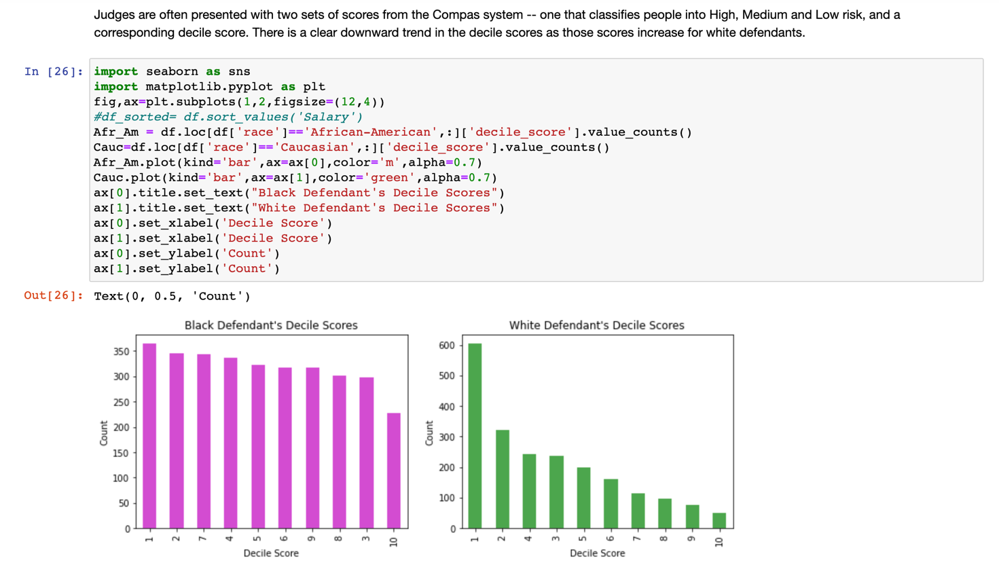 Judges are often presented with two sets of scores from the Compas system -- one that classifies people into High, Medium and Low risk, and a
corresponding decile score. There is a clear downward trend in the decile scores as those scores increase for white defendants.
In [26]: import seaborn as sns
import matplotlib.pyplot as plt
fig,ax=plt.subplots(1,2,figsize=(12,4))
#df_sorted= df.sort_values('Salary')
Afr_Am = df.loc[df['race']=='African-American',:]['decile_score'].value_counts()
Cauc=df.loc[df['race']=='Caucasian',:]['decile_score'].value_counts()
Afr_Am.plot(kind='bar',ax=ax[0],color='m',alpha=0.7)
Cauc.plot(kind='bar',ax=ax[1],color='green',alpha=0.7)
ax[0].title.set_text("Black Defendant's Decile Scores")
ax[1].title.set_text("White Defendant's Decile Scores")
ax[0].set_xlabel('Decile Score')
ax[1].set_xlabel('Decile Score')
ax[0].set_ylabel('Count')
ax[1].set_ylabel('Count')
Out[26]: Text(0, 0.5, 'Count')
Black Defendant's Decile Scores
350
300
250
200
150
100
50
0
Count
1 2 7 4 5 6 9 8 3 10
Decile Score
White Defendant's Decile Scores
600
500
400
300
200
100
0
Count
1 2 4 3 5 6 7 8 9 10
Decile Score